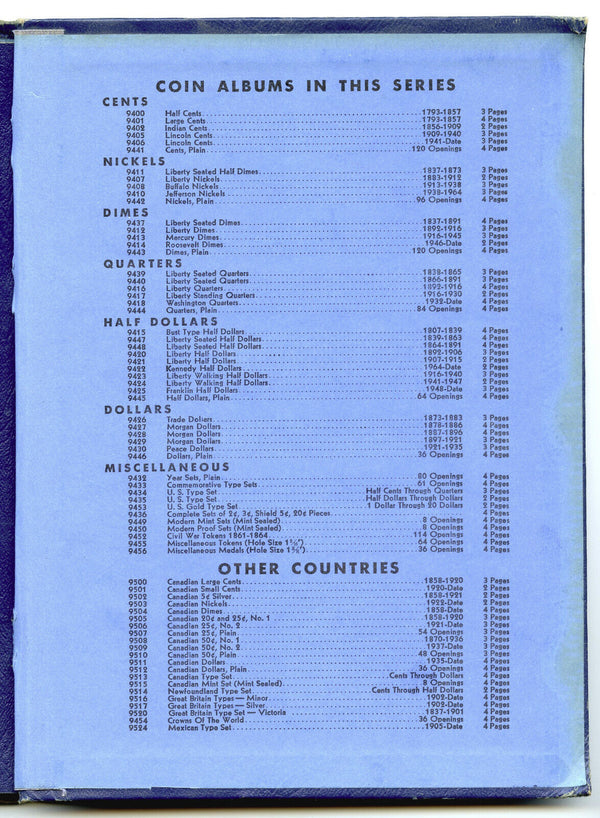 COIN ALBUMS IN THIS SERIES
CENTS
9400 Half Cents 1793-1857 3 Pages
9401 Large Cents 1793-1857 4 Pages
9402 Indian Cents 1856-1909 2 Pages
9405 Lincoln Cents 1909-1940 3 Pages
9406 Lincoln Cents 1941-Date 3 Pages
9441 Cents, Plain 120 Openings 4 Pages
NICKELS
9411 Liberty Seated Half Dimes 1837-1873 3 Pages
9407 Liberty Nickels 1883-1912 2 Pages
9408 Buffalo Nickels 1913-1938 3 Pages
9410 Jefferson Nickels 1938-1964 3 Pages
9442 Nickels, Plain 96 Openings 4 Pages
DIMES
9437 Liberty Seated Dimes 1837-1891 4 Pages
9412 Liberty Dimes 1892-1916 3 Pages
9413 Mercury Dimes 1916-1945 3 Pages
9414 Roosevelt Dimes 1946-Date 2 Pages
9443 Dimes, Plain 120 Openings 4 Pages
QUARTERS
9439 Liberty Seated Quarters 1838-1865 3 Pages
9440 Liberty Seated Quarters 1866-1891 3 Pages
9416 Liberty Quarters 1892-1916 4 Pages
9417 Liberty Standing Quarters 1916-1930 2 Pages
9418 Washington Quarters 1932-Date 4 Pages
9444 Quarters, Plain 84 Openings 4 Pages
HALF DOLLARS
9415 Bust Type Half Dollars 1807-1839 4 Pages
9447 Liberty Seated Half Dollars 1839-1863 4 Pages
9448 Liberty Seated Half Dollars 1864-1891 4 Pages
9420 Liberty Half Dollars 1892-1906 3 Pages
9421 Liberty Half Dollars 1907-1915 2 Pages
9422 Kennedy Half Dollars 1964-Date 2 Pages
9423 Liberty Walking Half Dollars 1916-1940 3 Pages
9424 Liberty Walking Half Dollars 1941-1947 2 Pages
9425 Franklin Half Dollars 1948-Date 3 Pages
9445 Half Dollars, Plain 64 Openings 4 Pages
DOLLARS
9426 Trade Dollars 1873-1883 3 Pages
9427 Morgan Dollars 1878-1886 4 Pages
9428 Morgan Dollars 1887-1896 4 Pages
9429 Morgan Dollars 1897-1921 3 Pages
9430 Peace Dollars 1921-1935 3 Pages
9446 Dollars, Plain 36 Openings 4 Pages
MISCELLANEOUS
9432 Year Sets, Plain 80 Openings 4 Pages
9433 Commemorative Type Sets 61 Openings 4 Pages
9434 U. S. Type Set Half Cents Through Quarters 3 Pages
9435 U. S. Type Set Half Dollars Through Dollars 2 Pages
9453 U. S. Gold Type Set 1 Dollar Through 20 Dollars 2 Pages
9436 Complete Sets of 2¢, 3¢, Shield 5¢, 20¢ Pieces 4 Pages
9449 Modern Mint Sets (Mint Sealed) 8 Openings 4 Pages
9450 Modern Proof Sets (Mint Sealed) 8 Openings 4 Pages
9452 Civil War Tokens 1861-1864 114 Openings 4 Pages
9455 Miscellaneous Tokens 64 Openings 4 Pages
9456 Miscellaneous Medals 36 Openings 4 Pages
OTHER COUNTRIES
9500 Canadian Large Cents 1858-1920 3 Pages
9501 Canadian Small Cents 1920-Date 2 Pages
9502 Canadian 5¢ Silver 1858-1921 2 Pages
9503 Canadian Nickels 1922-Date 2 Pages
9504 Canadian Dimes 1858-Date 4 Pages
9505 Canadian 20¢ and 25¢, No. 1 1858-1920 3 Pages
9506 Canadian 25¢, No. 2 1921-Date 3 Pages
9507 Canadian 25¢, Plain 54 Openings 3 Pages
9508 Canadian 50¢, No. 1 1870-1936 3 Pages
9509 Canadian 50¢, No. 2 1937-Date 3 Pages
9510 Canadian 50¢, Plain 48 Openings 3 Pages
9511 Canadian Dollars 1935-Date 4 Pages
9512 Canadian Dollars, Plain 36 Openings 4 Pages
9513 Canadian Type Set Cents Through Dollars 4 Pages
9515 Canadian Mint Set (Mint Sealed) 8 Openings 4 Pages
9514 Newfoundland Type Set Cents Through Half Dollars 2 Pages
9516 Great Britain Types — Minor 1902-Date 4 Pages
9517 Great Britain Types — Silver 1902-Date 4 Pages
9520 Great Britain Type Set — Victoria 1837-1901 4 Pages
9454 Crowns Of The World 36 Openings 4 Pages
9524 Mexican Type Set 1905-Date 4 Pages